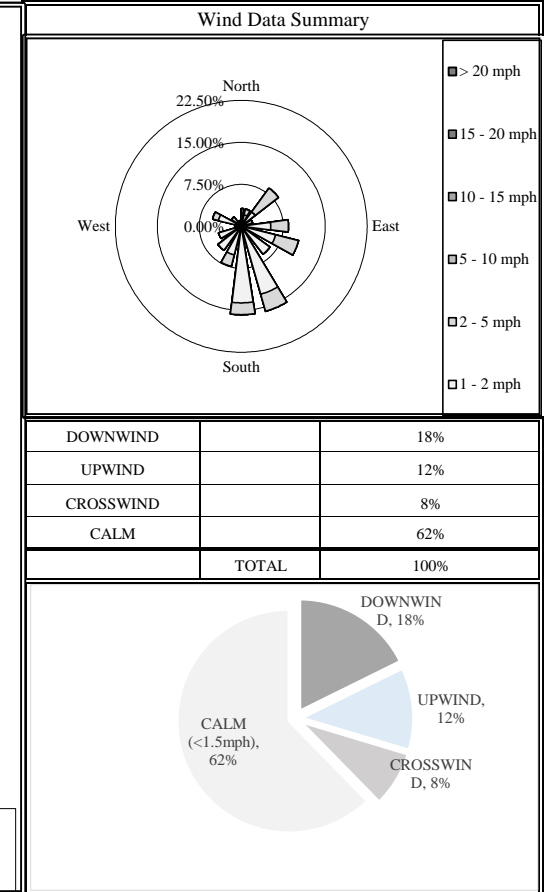 Wind Data Summary
North
22.50%
15.00%
7.50%
0.00%
West
East
South
> 20 mph
15 - 20 mph
10 - 15 mph
5 - 10 mph
2 - 5 mph
1 - 2 mph
DOWNWIND 18%
UPWIND 12%
CROSSWIND 8%
CALM 62%
TOTAL 100%
DOWNWIN
D, 18%
UPWIND,
12%
CROSSWIN
D, 8%
CALM
(<1.5mph),
62%